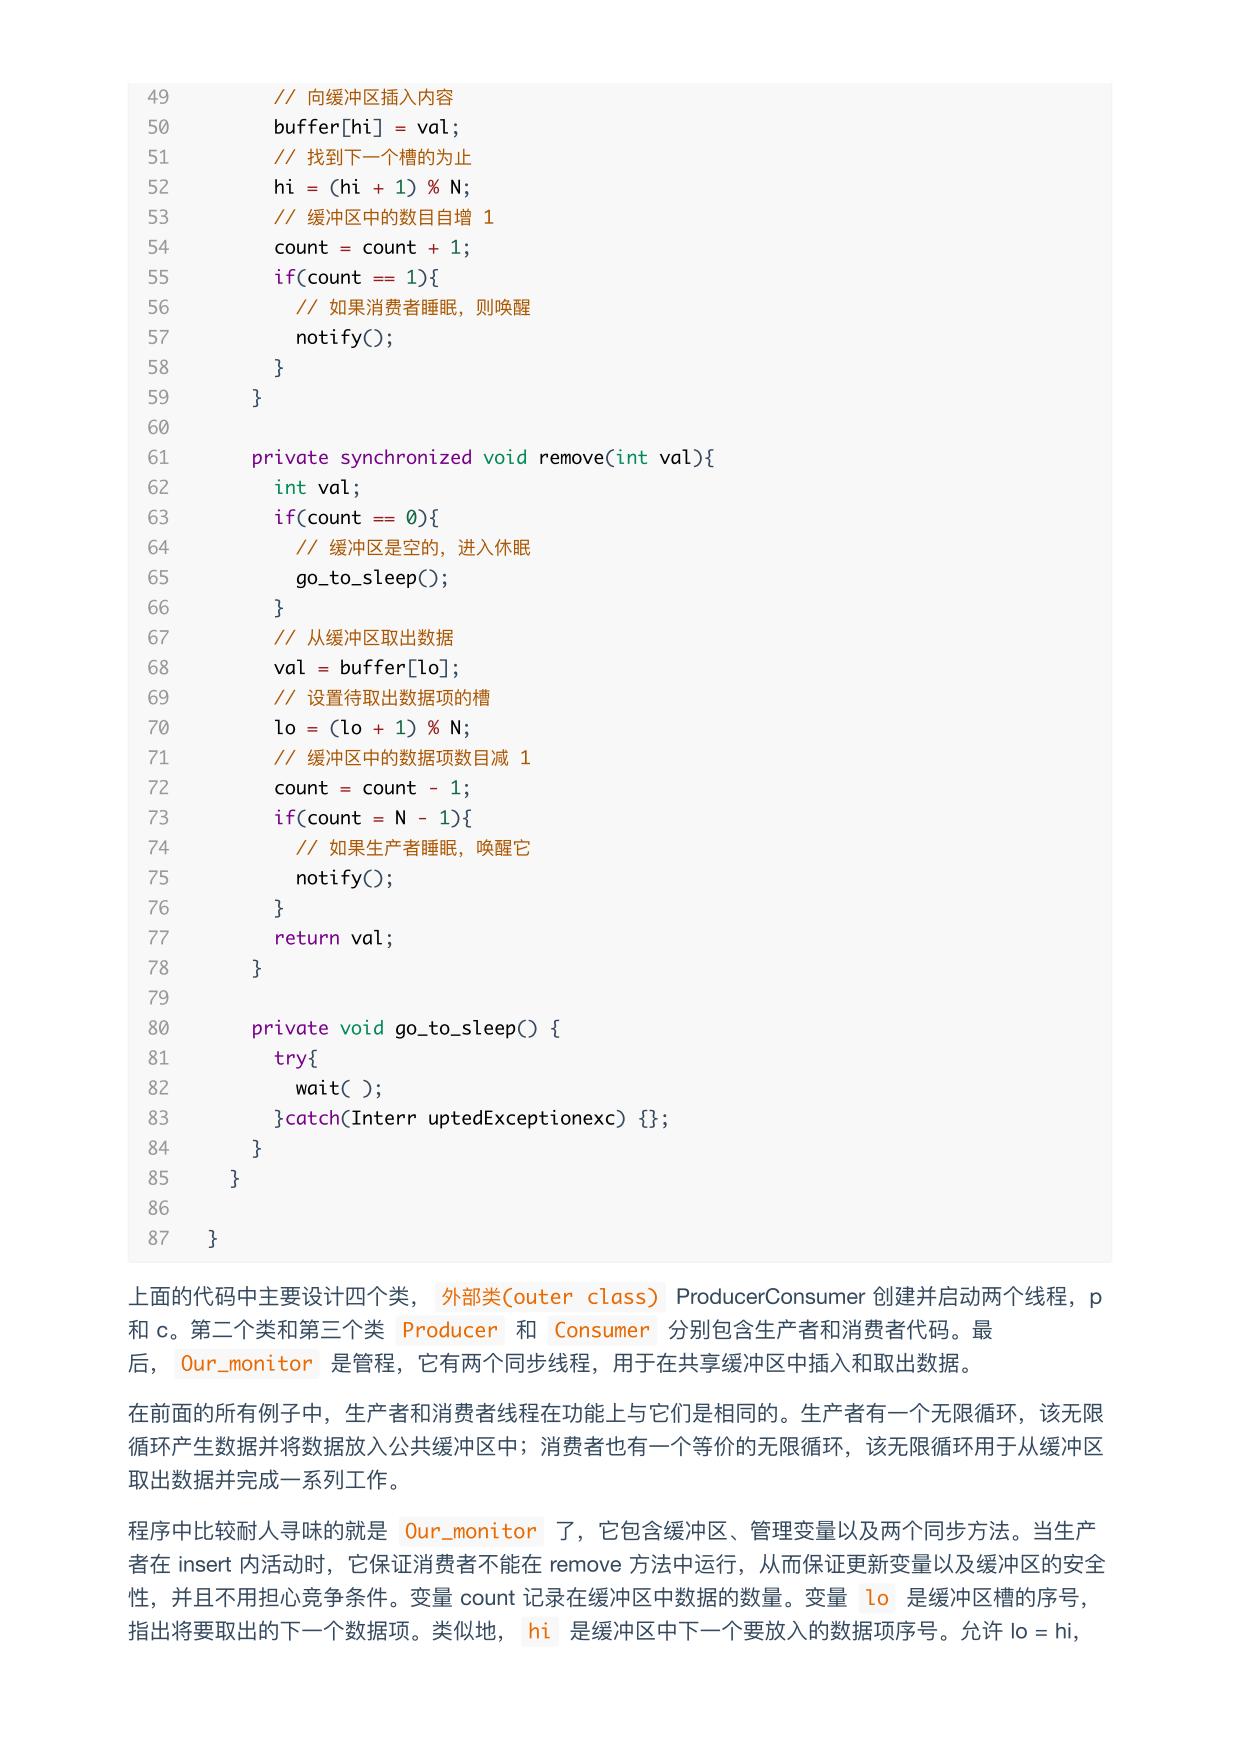 49 // 向缓冲区插入内容
50 buffer[hi] = val;
51 // 找到下一个槽的为止
52 hi = (hi + 1) % N;
53 // 缓冲区中的数目自增 1
54 count = count + 1;
55 if(count == 1){
56 // 如果消费者睡眠，则唤醒
57 notify();
58 }
59 }
60
61 private synchronized void remove(int val){
62 int val;
63 if(count == 0){
64 // 缓冲区是空的，进入休眠
65 go_to_sleep();
66 }
67 // 从缓冲区取出数据
68 val = buffer[lo];
69 // 设置待取出数据项的槽
70 lo = (lo + 1) % N;
71 // 缓冲区中的数据项数目减 1
72 count = count - 1;
73 if(count = N - 1){
74 // 如果生产者睡眠，唤醒它
75 notify();
76 }
77 return val;
78 }
79
80 private void go_to_sleep() {
81 try{
82 wait( );
83 }catch(Interr uptedExceptionexc) {};
84 }
85 }
86
87 }
上面的代码中主要设计四个类， 外部类(outer class) ProducerConsumer 创建并启动两个线程，p
和 c。第二个类和第三个类 Producer 和 Consumer 分别包含生产者和消费者代码。最
后， Our_monitor 是管程，它有两个同步线程，用于在共享缓冲区中插入和取出数据。
在前面的所有例子中，生产者和消费者线程在功能上与它们是相同的。生产者有一个无限循环，该无限
循环产生数据并将数据放入公共缓冲区中；消费者也有一个等价的无限循环，该无限循环用于从缓冲区
取出数据并完成一系列工作。
程序中比较耐人寻味的就是 Our_monitor 了，它包含缓冲区、管理变量以及两个同步方法。当生产
者在 insert 内活动时，它保证消费者不能在 remove 方法中运行，从而保证更新变量以及缓冲区的安全
性，并且不用担心竞争条件。变量 count 记录在缓冲区中数据的数量。变量 lo 是缓冲区槽的序号，
指出将要取出的下一个数据项。类似地， hi 是缓冲区中下一个要放入的数据项序号。允许 lo = hi，